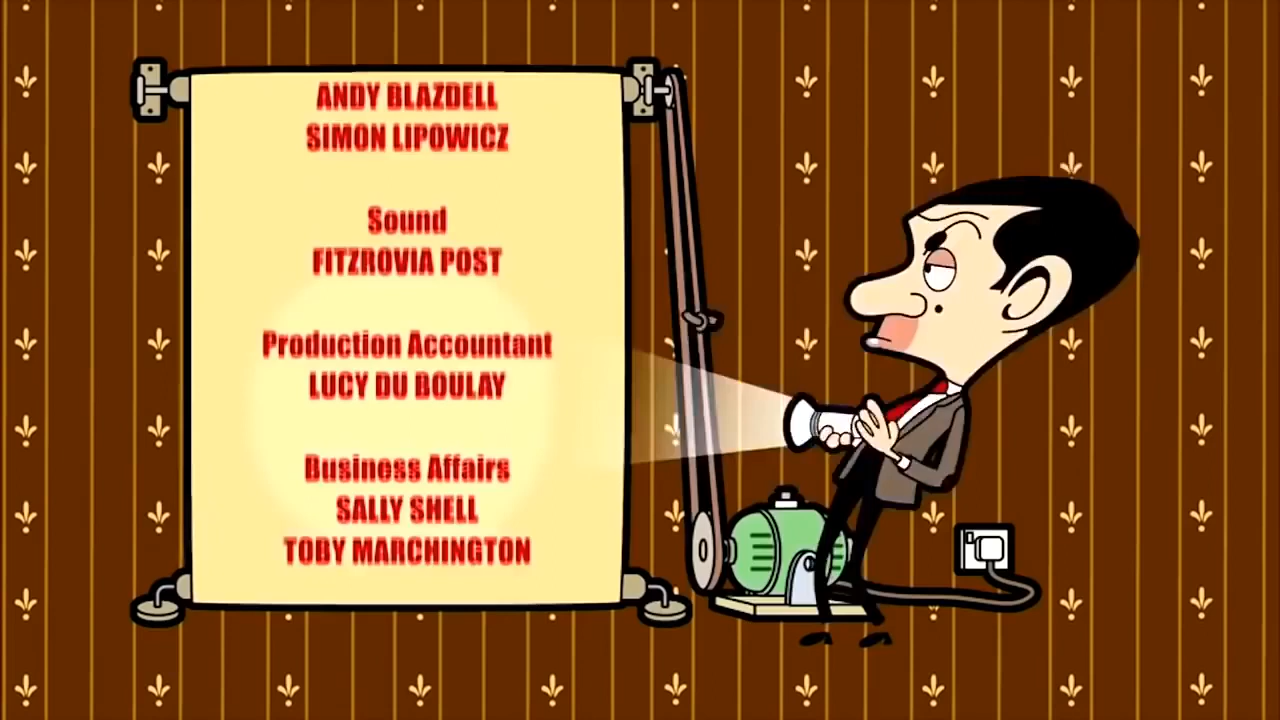 ANDY BLAZDELL
SIMON LIPOWICZ
Sound
FITZROVIA POST
Production Accountant
LUCY DU BOULAY
Business Affairs
SALLY SHELL
TOBY MARCHINGTON